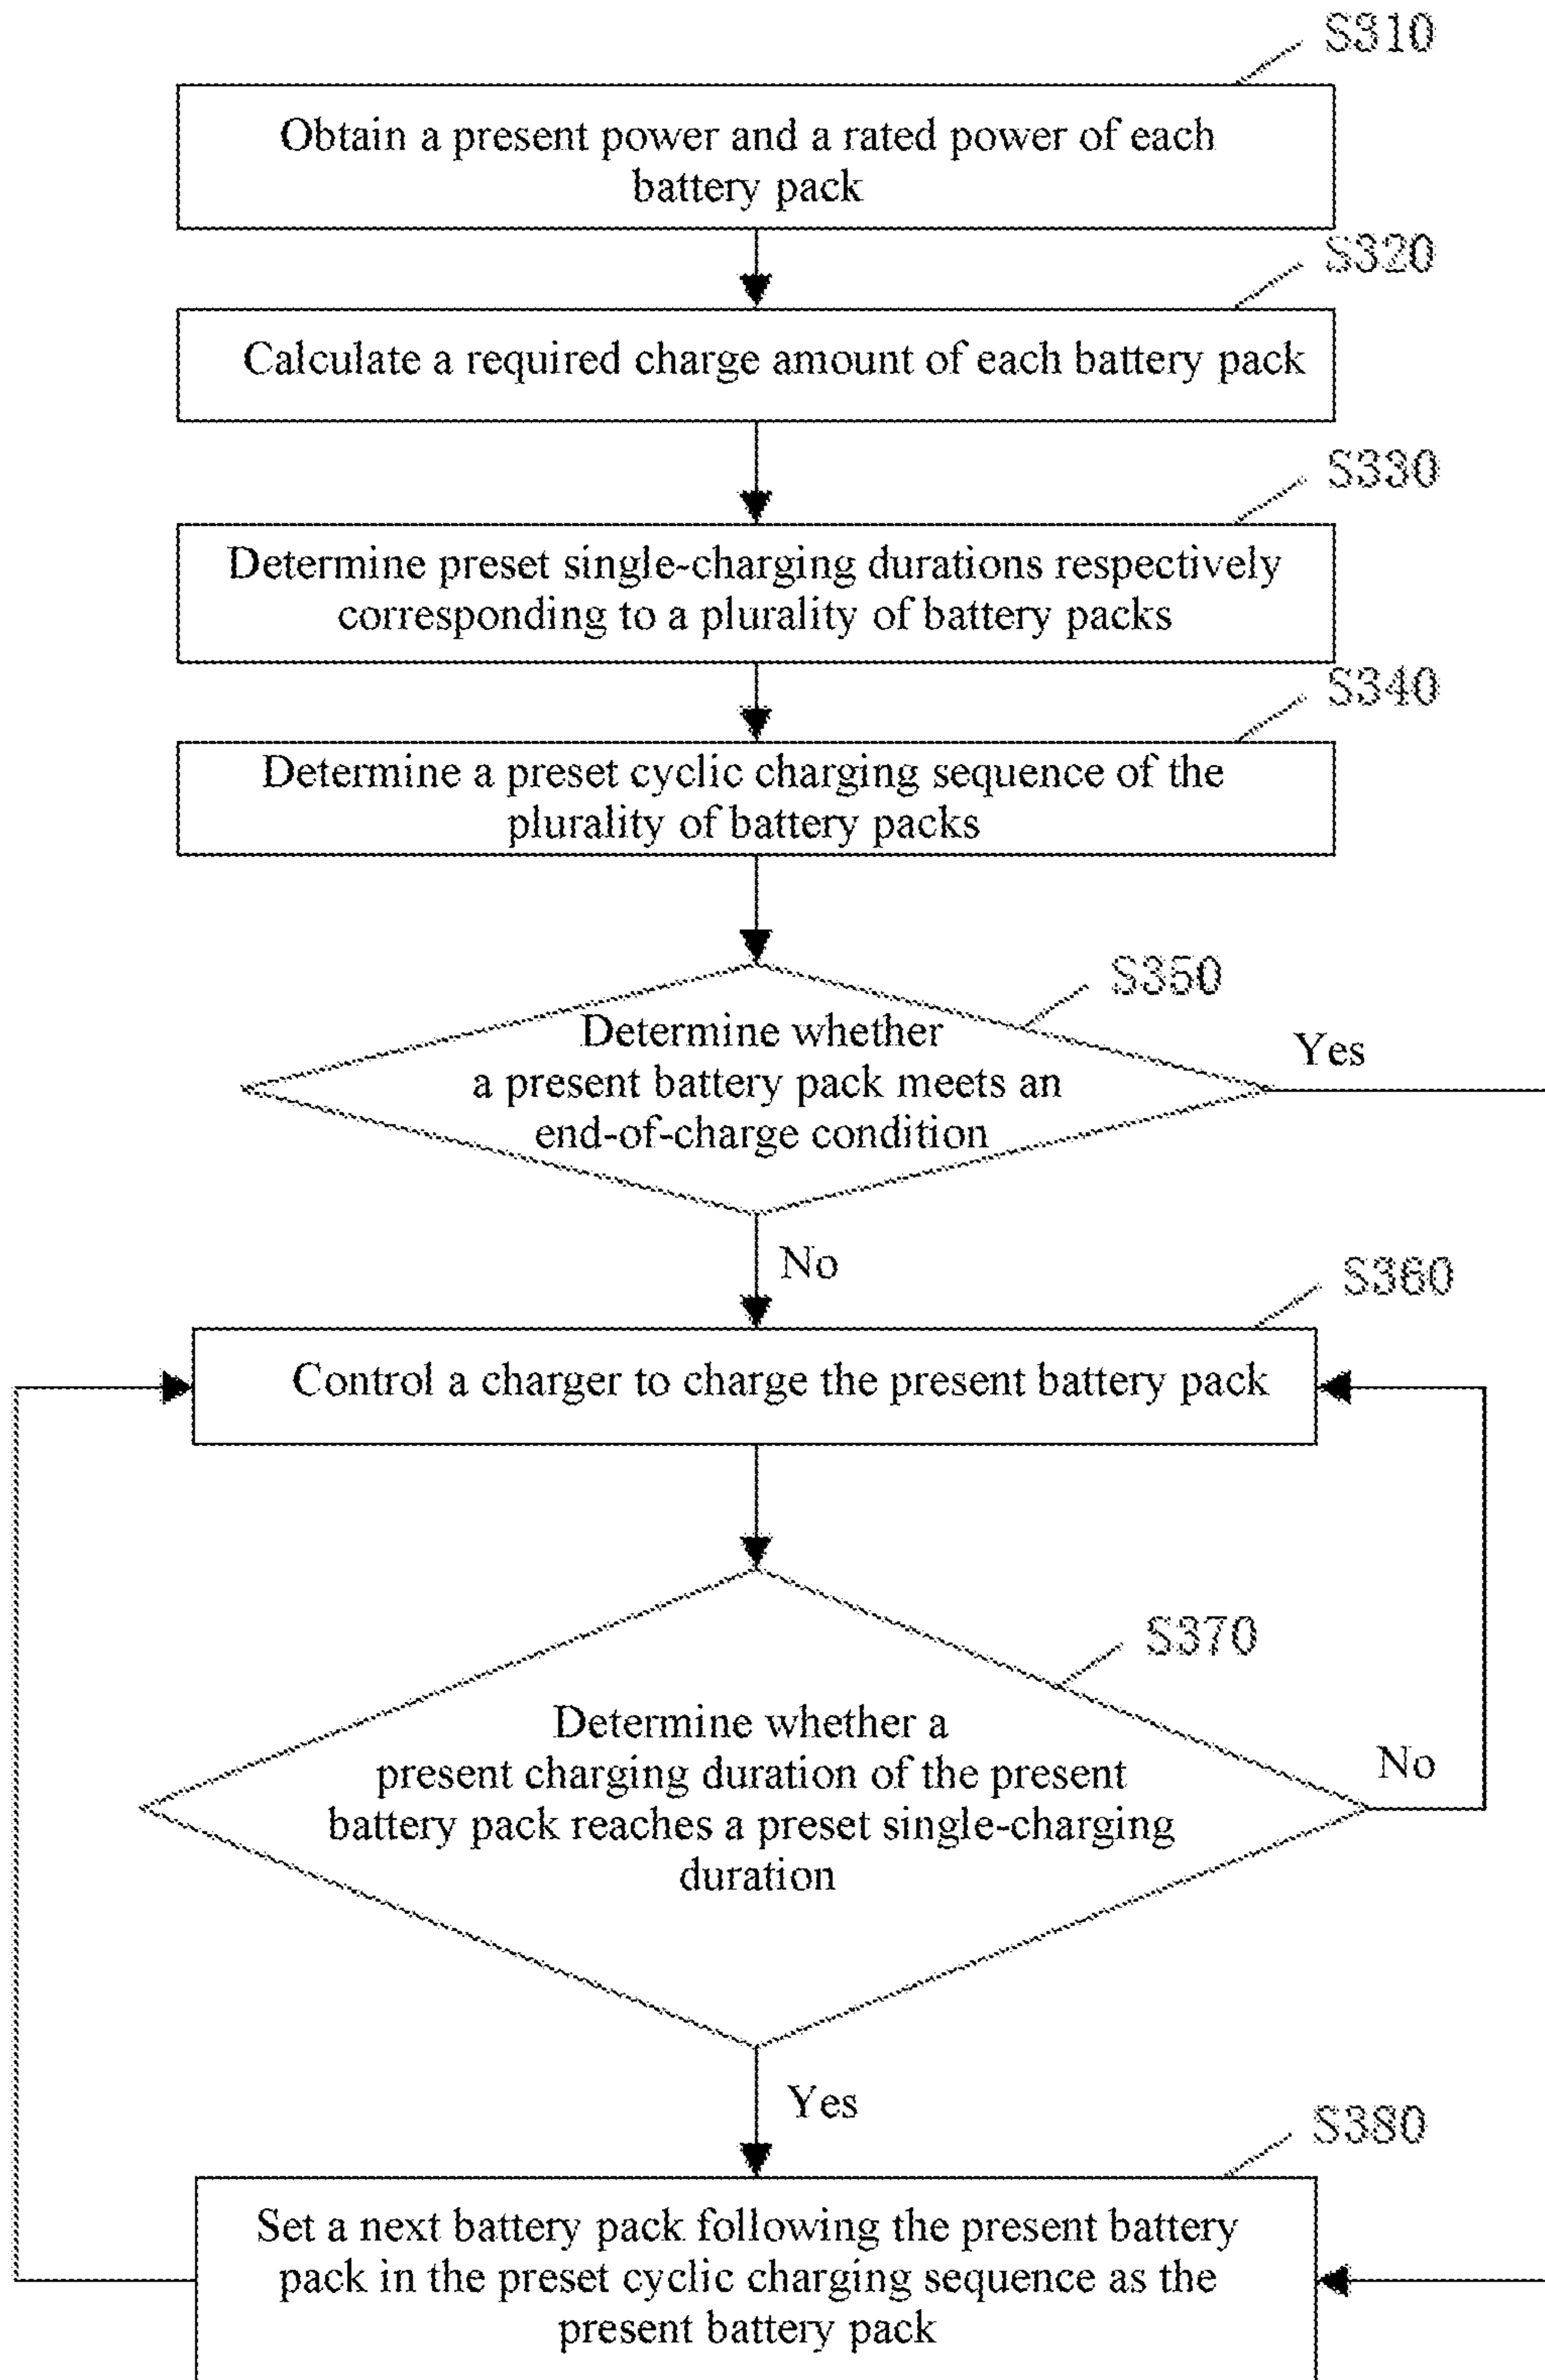 S310
Obtain a present power and a rated power of each
battery pack
S320
Calculate a required charge amount of each battery pack
S330
Determine preset single-charging durations respectively
corresponding to a plurality of battery packs
S340
Determine a preset cyclic charging sequence of the
plurality of battery packs
S350
Determine whether
a present battery pack meets an
end-of-charge condition
Yes
No
S360
Control a charger to charge the present battery pack
S370
Determine whether a
present charging duration of the present
battery pack reaches a preset single-charging
duration
No
Yes
S380
Set a next battery pack following the present battery
pack in the preset cyclic charging sequence as the
present battery pack